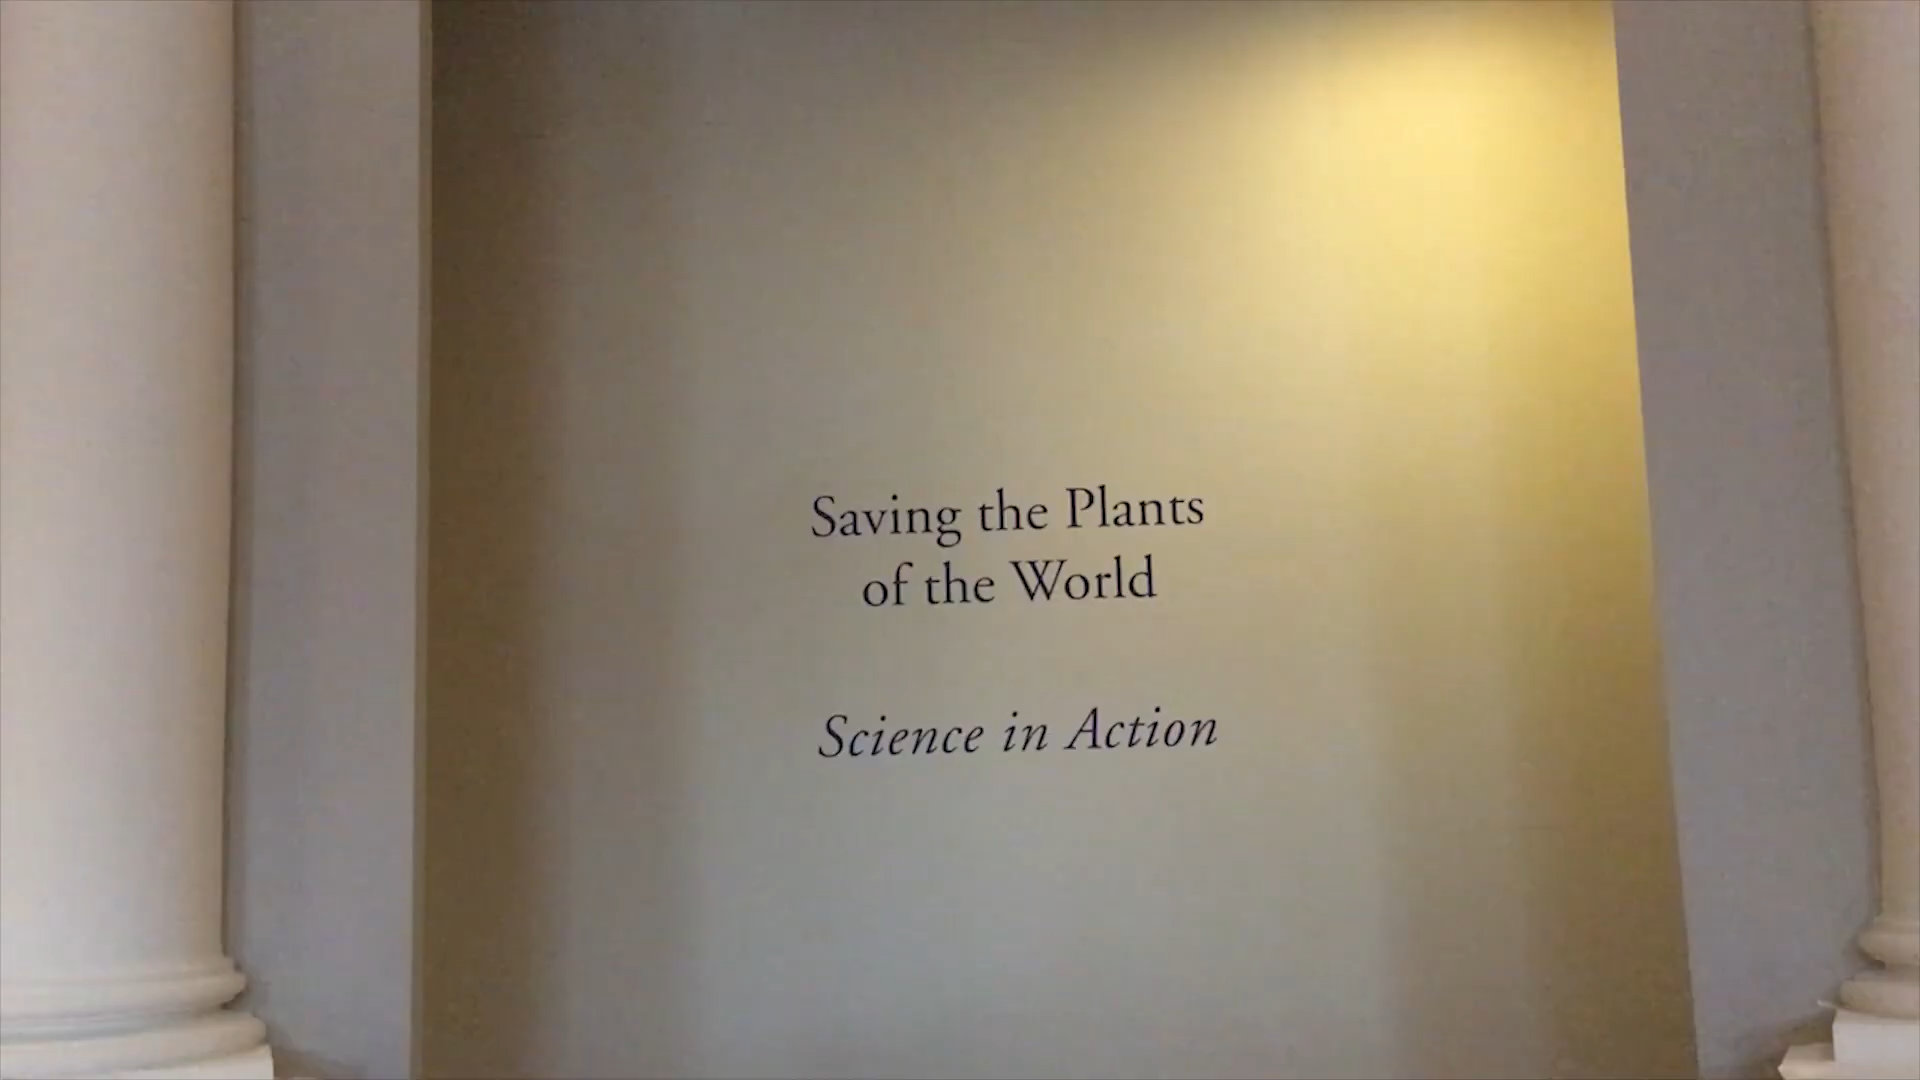 Saving the Plants
of the World
Science in Action